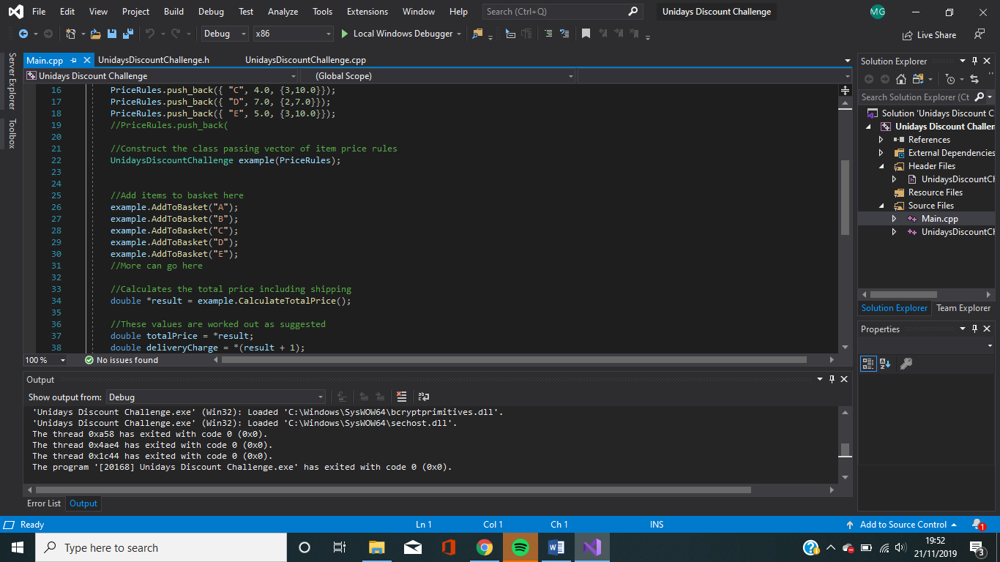 File Edit View Project Build Debug Test Analyze Tools Extensions Window Help Search (Ctrl+Q) Unidays Discount Challenge MG
Debug x86 Local Windows Debugger Live Share
Server Explorer
Toolbox
Main.cpp UnidaysDiscountChallenge.h UnidaysDiscountChallenge.cpp
Unidays Discount Challenge (Global Scope)
16 PriceRules.push_back({ "C", 4.0, {3,10.0}});
17 PriceRules.push_back({ "D", 7.0, {2,7.0}});
18 PriceRules.push_back({ "E", 5.0, {3,10.0}});
19 //PriceRules.push_back(
20
21 //Construct the class passing vector of item price rules
22 UnidaysDiscountChallenge example(PriceRules);
23
24
25 //Add items to basket here
26 example.AddToBasket("A");
27 example.AddToBasket("B");
28 example.AddToBasket("C");
29 example.AddToBasket("D");
30 example.AddToBasket("E");
31 //More can go here
32
33 //Calculates the total price including shipping
34 double *result = example.CalculateTotalPrice();
35
36 //These values are worked out as suggested
37 double totalPrice = *result;
38 double deliveryCharge = *(result + 1);
100 % No issues found
Output
Show output from: Debug
'Unidays Discount Challenge.exe' (Win32): Loaded 'C:\Windows\SysWOW64\bcryptprimitives.dll'.
'Unidays Discount Challenge.exe' (Win32): Loaded 'C:\Windows\SysWOW64\sechost.dll'.
The thread 0xa58 has exited with code 0 (0x0).
The thread 0x4ae4 has exited with code 0 (0x0).
The thread 0x1c44 has exited with code 0 (0x0).
The program '[20168] Unidays Discount Challenge.exe' has exited with code 0 (0x0).
Error List Output
Solution Explorer
Search Solution Explorer (Ct
Solution 'Unidays Discount C
Unidays Discount Challen
References
External Dependencies
Header Files
UnidaysDiscountCh
Resource Files
Source Files
Main.cpp
UnidaysDiscountCh
Solution Explorer Team Explorer
Properties
Ready Ln 1 Col 1 Ch 1 INS Add to Source Control 1
Type here to search
19:52
21/11/2019
3